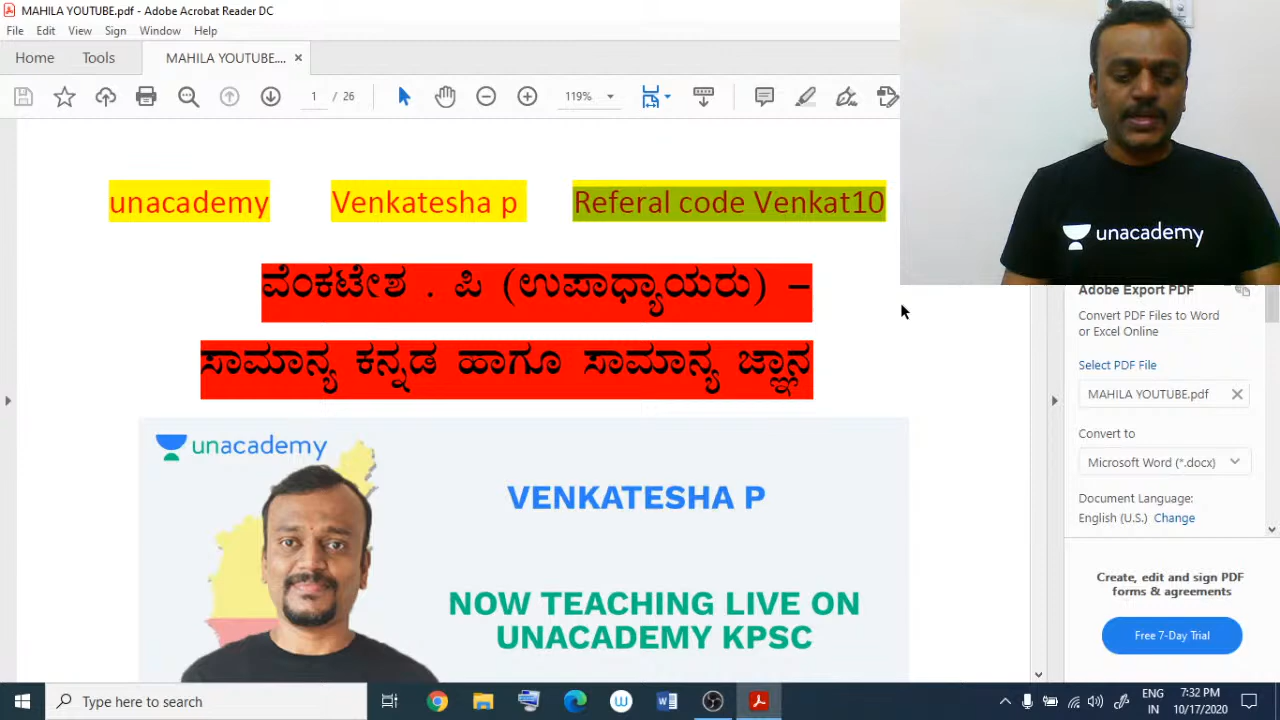 MAHILA YOUTUBE.pdf - Adobe Acrobat Reader DC
File Edit View Sign Window Help
Home Tools MAHILA YOUTUBE.... ×
1 / 26 119%
unacademy Venkatesha p Referal code Venkat10
unacademy
ವೆಂಕಟೇಶ . ಪಿ (ಉಪಾಧ್ಯಾಯರು) –
ಸಾಮಾನ್ಯ ಕನ್ನಡ ಹಾಗೂ ಸಾಮಾನ್ಯ ಜ್ಞಾನ
unacademy
VENKATESHA P
NOW TEACHING LIVE ON
UNACADEMY KPSC
Adobe Export PDF
Convert PDF Files to Word
or Excel Online
Select PDF File
MAHILA YOUTUBE.pdf
Convert to
Microsoft Word (*.docx)
Document Language:
English (U.S.) Change
Create, edit and sign PDF
forms & agreements
Free 7-Day Trial
Type here to search
ENG
IN
7:32 PM
10/17/2020